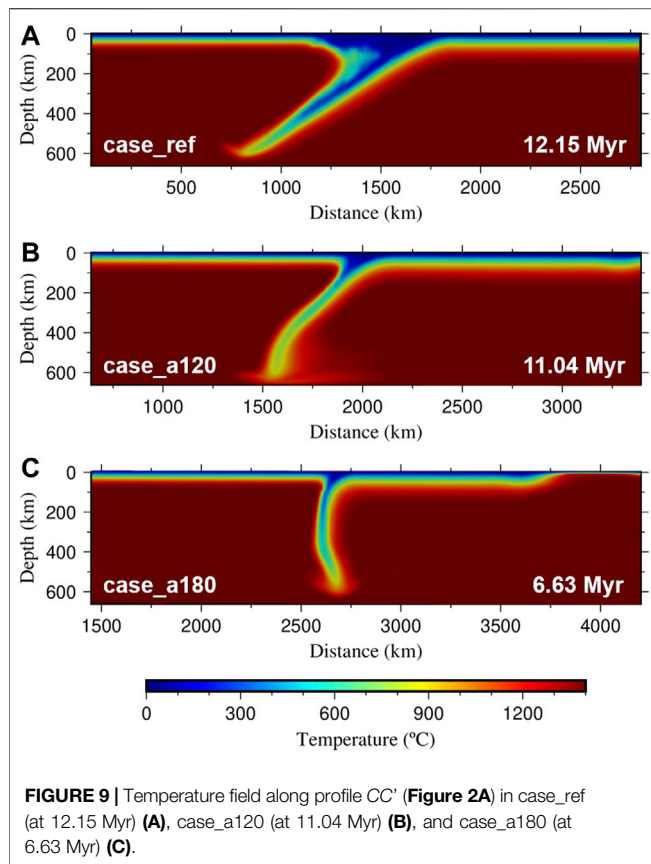 A
0
200
400
600
Depth (km)
case_ref
12.15 Myr
500 1000 1500 2000 2500
Distance (km)
B
0
200
400
600
Depth (km)
case_a120
11.04 Myr
1000 1500 2000 2500 3000
Distance (km)
C
0
200
400
600
Depth (km)
case_a180
6.63 Myr
1500 2000 2500 3000 3500 4000
Distance (km)
0 300 600 900 1200
Temperature (ºC)
FIGURE 9 | Temperature field along profile CC’ (Figure 2A) in case_ref
(at 12.15 Myr) (A), case_a120 (at 11.04 Myr) (B), and case_a180 (at
6.63 Myr) (C).